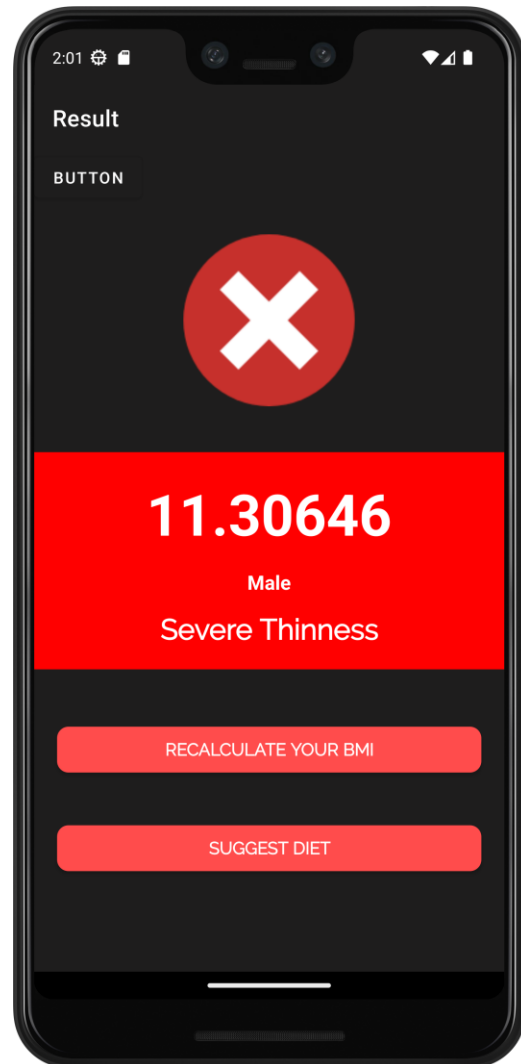 2:01
Result
BUTTON
11.30646
Male
Severe Thinness
RECALCULATE YOUR BMI
SUGGEST DIET